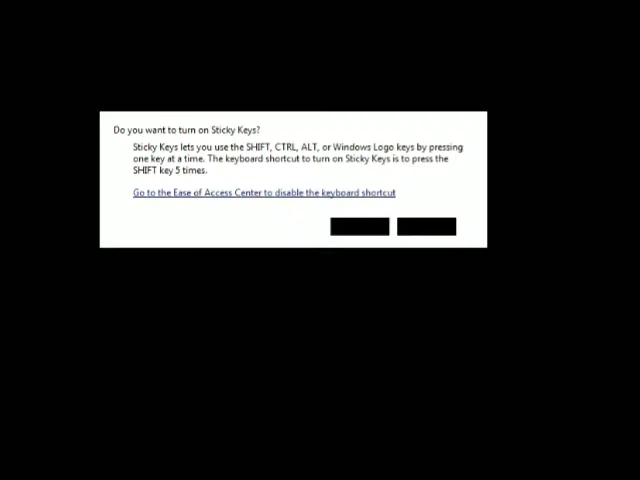 Do you want to turn on Sticky Keys?
Sticky Keys lets you use the SHIFT, CTRL, ALT, or Windows Logo keys by pressing
one key at a time. The keyboard shortcut to turn on Sticky Keys is to press the
SHIFT key 5 times.
Go to the Ease of Access Center to disable the keyboard shortcut